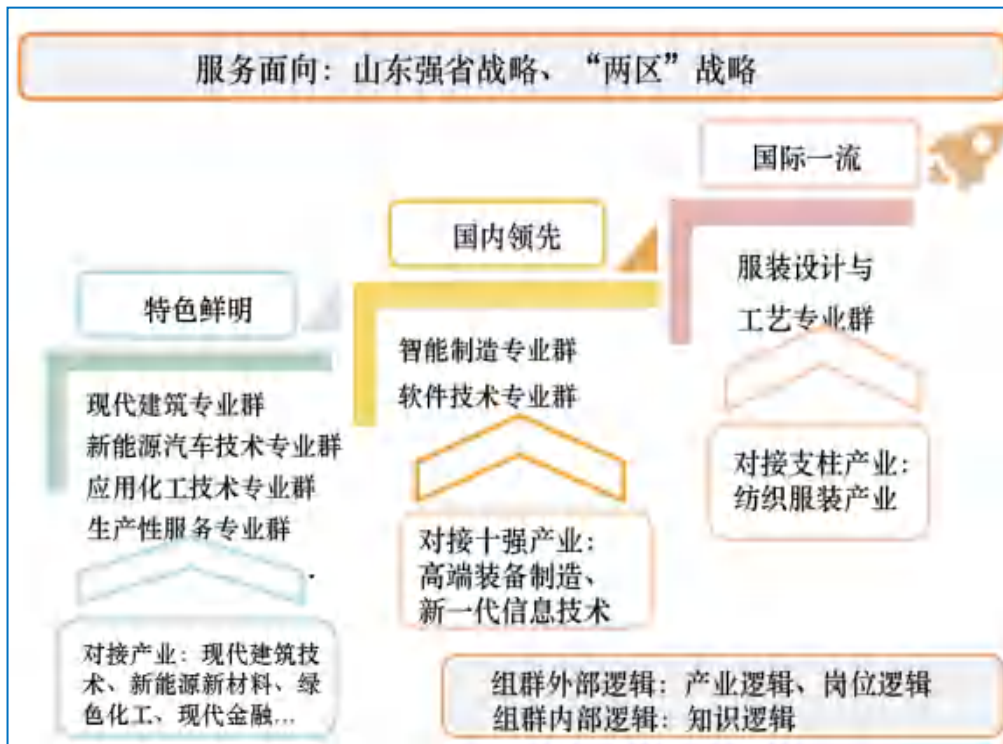 服务面向：山东强省战略、“两区”战略
国际一流
服装设计与
工艺专业群
对接支柱产业：
纺织服装产业
国内领先
智能制造专业群
软件技术专业群
对接十强产业：
高端装备制造、
新一代信息技术
特色鲜明
现代建筑专业群
新能源汽车技术专业群
应用化工技术专业群
生产性服务专业群
对接产业：现代建筑技
术、新能源新材料、绿
色化工、现代金融...
组群外部逻辑：产业逻辑、岗位逻辑
组群内部逻辑：知识逻辑